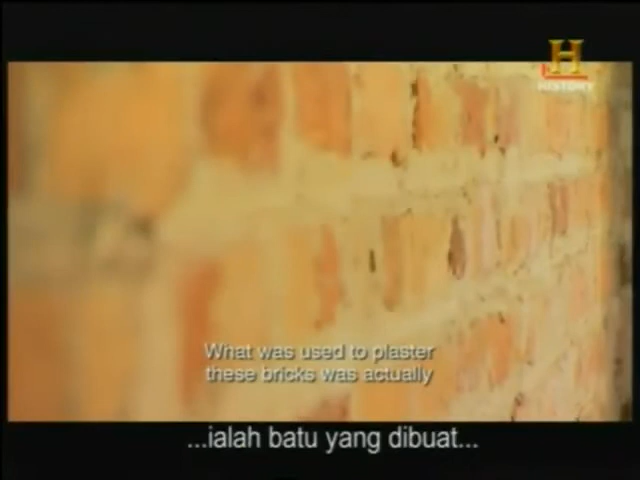 H
HISTORY
What was used to plaster
these bricks was actually
...ialah batu yang dibuat...